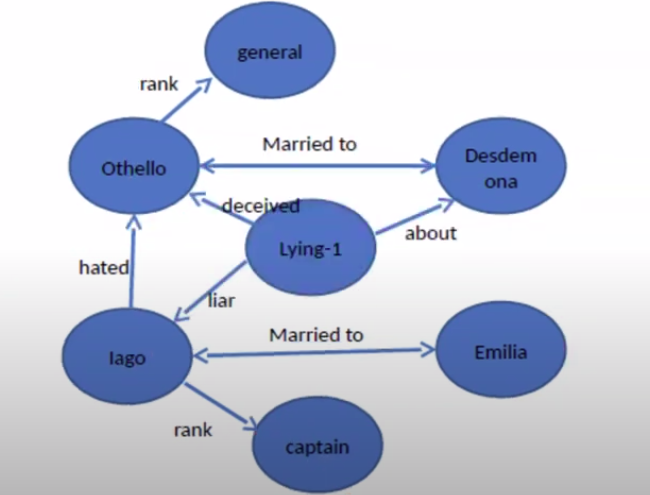 general
rank
Married to
Othello
Desdem
ona
deceived
about
Lying-1
hated
liar
Married to
Iago
Emilia
rank
captain